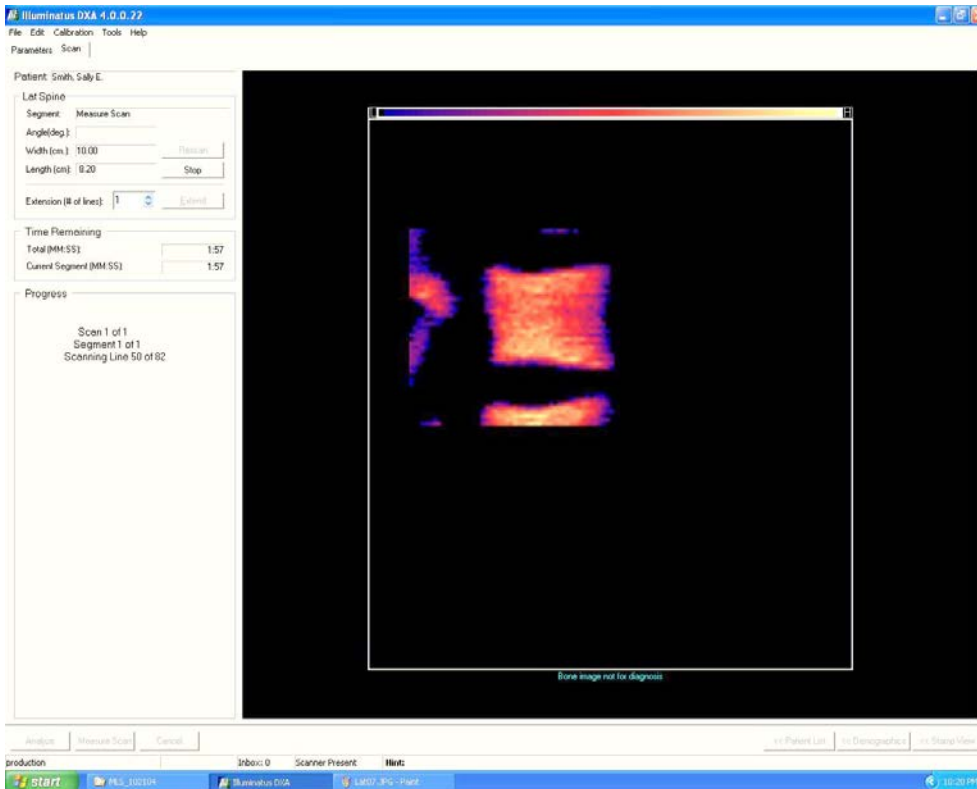 Illuminatus DXA 4.0.0.22
File Edit Calibration Tools Help
Parameters Scan
Patient: Smith, Sally E.
Lat Spine
Segment: Measure Scan
Angle(deg.):
Width (cm.): 10.00 Rescan
Length (cm): 8.20 Stop
Extension (# of lines): 1 Extend
Time Remaining
Total (MM:SS): 1:57
Current Segment (MM:SS): 1:57
Progress
Scan 1 of 1
Segment 1 of 1
Scanning Line 50 of 82
L H
Bone image not for diagnosis
Analyze Measure Scan Cancel << Patient List << Demographics << Stamp View
production Inbox: 0 Scanner Present Hint:
start MLS_102104 Illuminatus DXA Lat07.JPG - Paint 10:20 PM